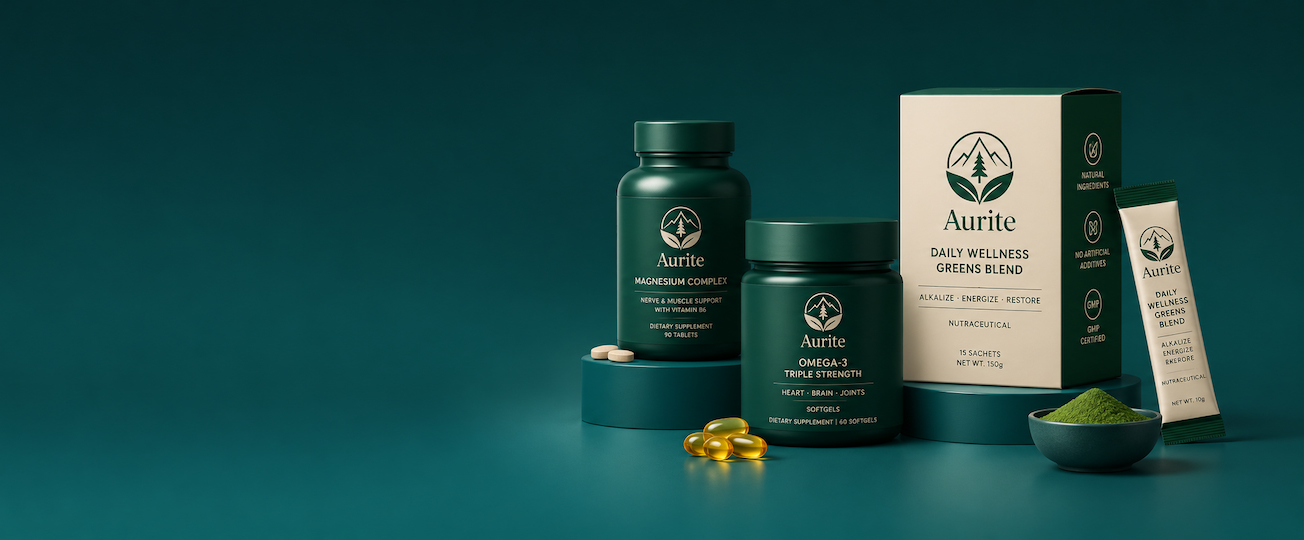 Aurite
MAGNESIUM COMPLEX
NERVE & MUSCLE SUPPORT
WITH VITAMIN B6
DIETARY SUPPLEMENT
90 TABLETS
Aurite
OMEGA-3
TRIPLE STRENGTH
HEART · BRAIN · JOINTS
SOFTGELS
DIETARY SUPPLEMENT | 60 SOFTGELS
Aurite
DAILY WELLNESS
GREENS BLEND
ALKALIZE · ENERGIZE · RESTORE
NUTRACEUTICAL
15 SACHETS
NET WT. 150g
NATURAL
INGREDIENTS
NO ARTIFICIAL
ADDITIVES
GMP
GMP
CERTIFIED
Aurite
DAILY
WELLNESS
GREENS
BLEND
ALKALIZE
ENERGIZE
NUTRACEUTICAL
NET WT. 10g